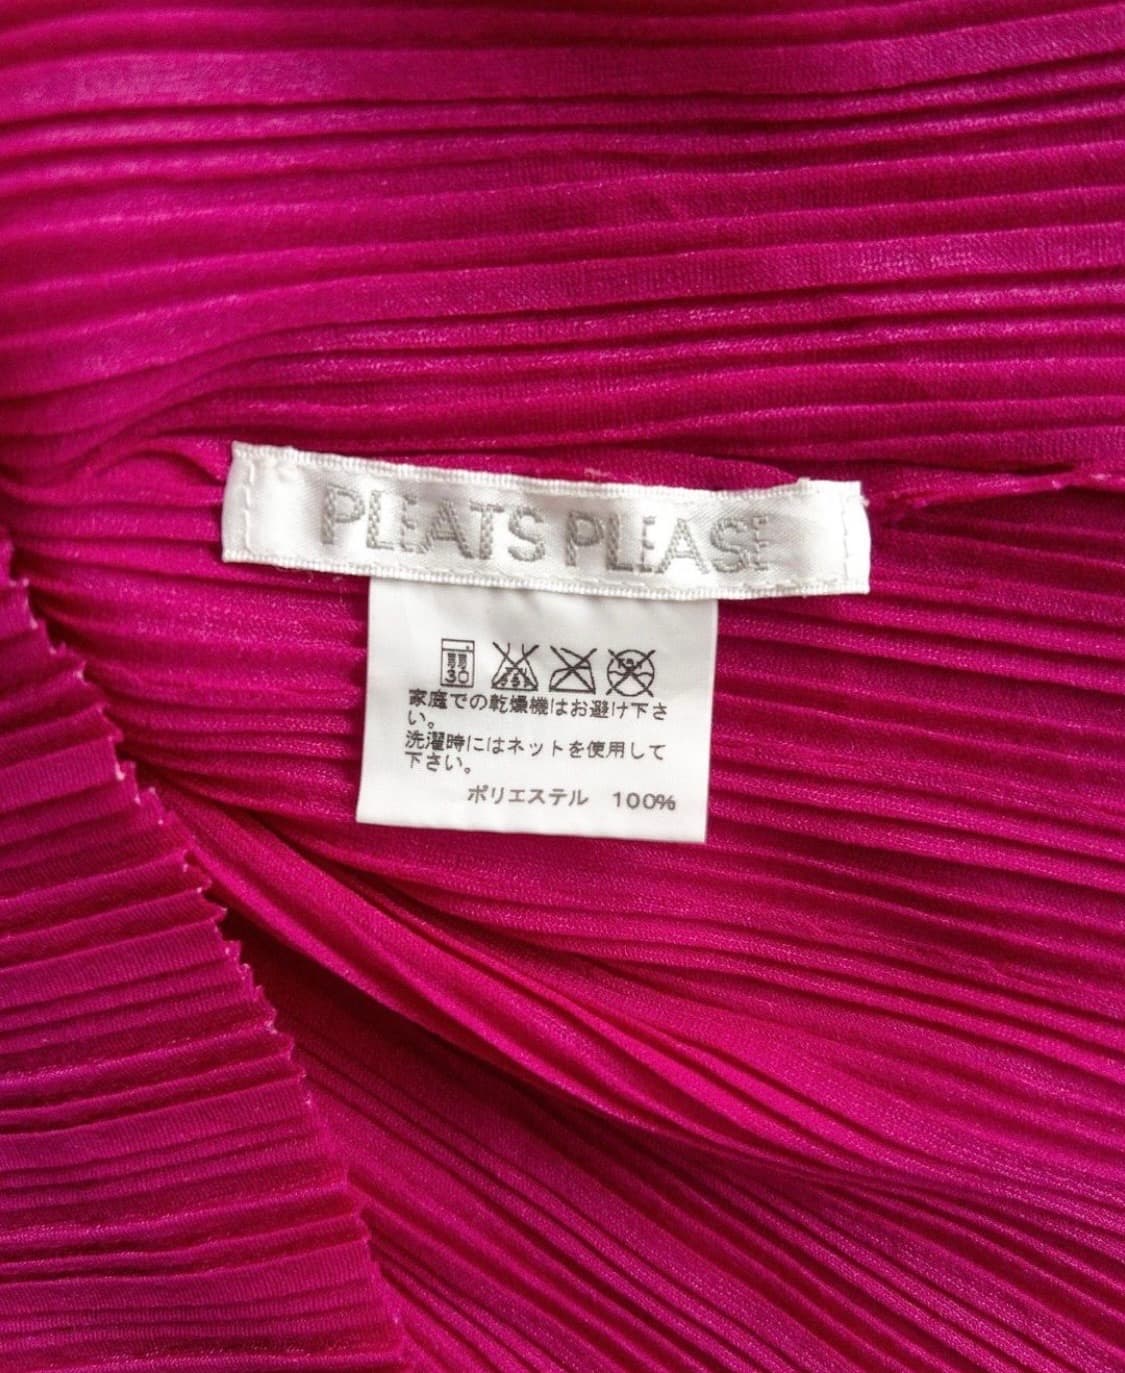 PLEATS PLEASE
弱
30
家庭での乾燥機はお避け下さ
い。
洗濯時にはネットを使用して
下さい。
ポリエステル 100%